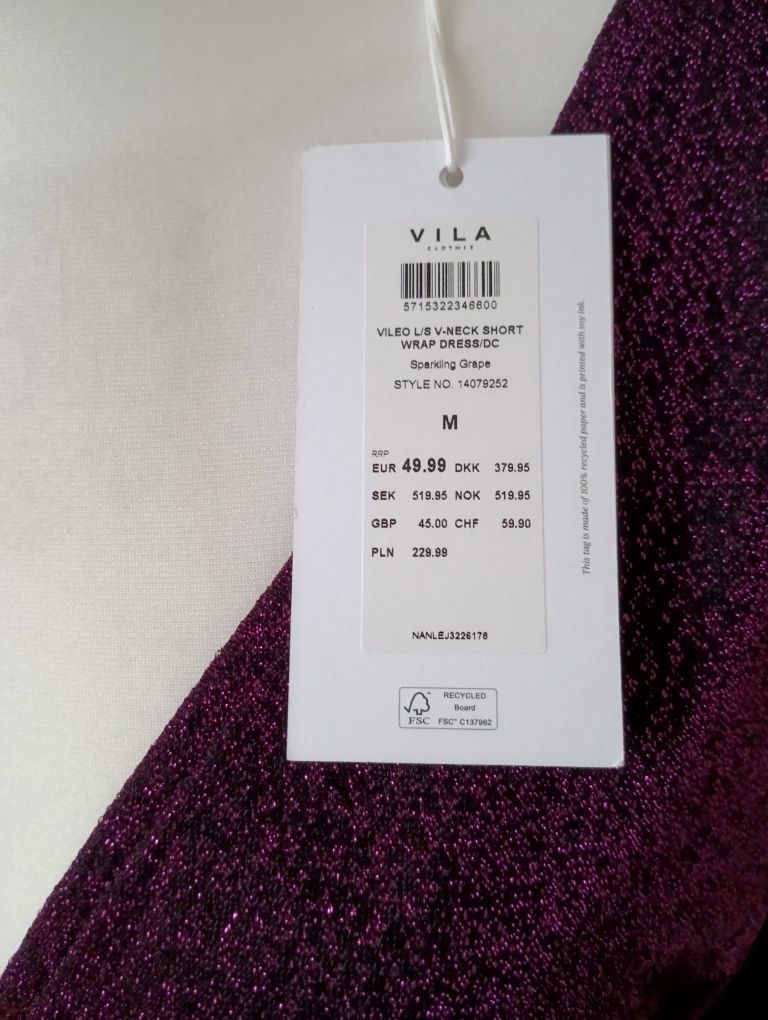 VILA
CLOTHES
5715322346600
VILEO L/S V-NECK SHORT
WRAP DRESS/DC
Sparkling Grape
STYLE NO. 14079252
M
RRP
EUR 49.99 DKK 379.95
SEK 519.95 NOK 519.95
GBP 45.00 CHF 59.90
PLN 229.99
NANLEJ3226178
FSC
RECYCLED
Board
FSC™ C137962
This tag is made of 100% recycled paper and is printed with soy ink.